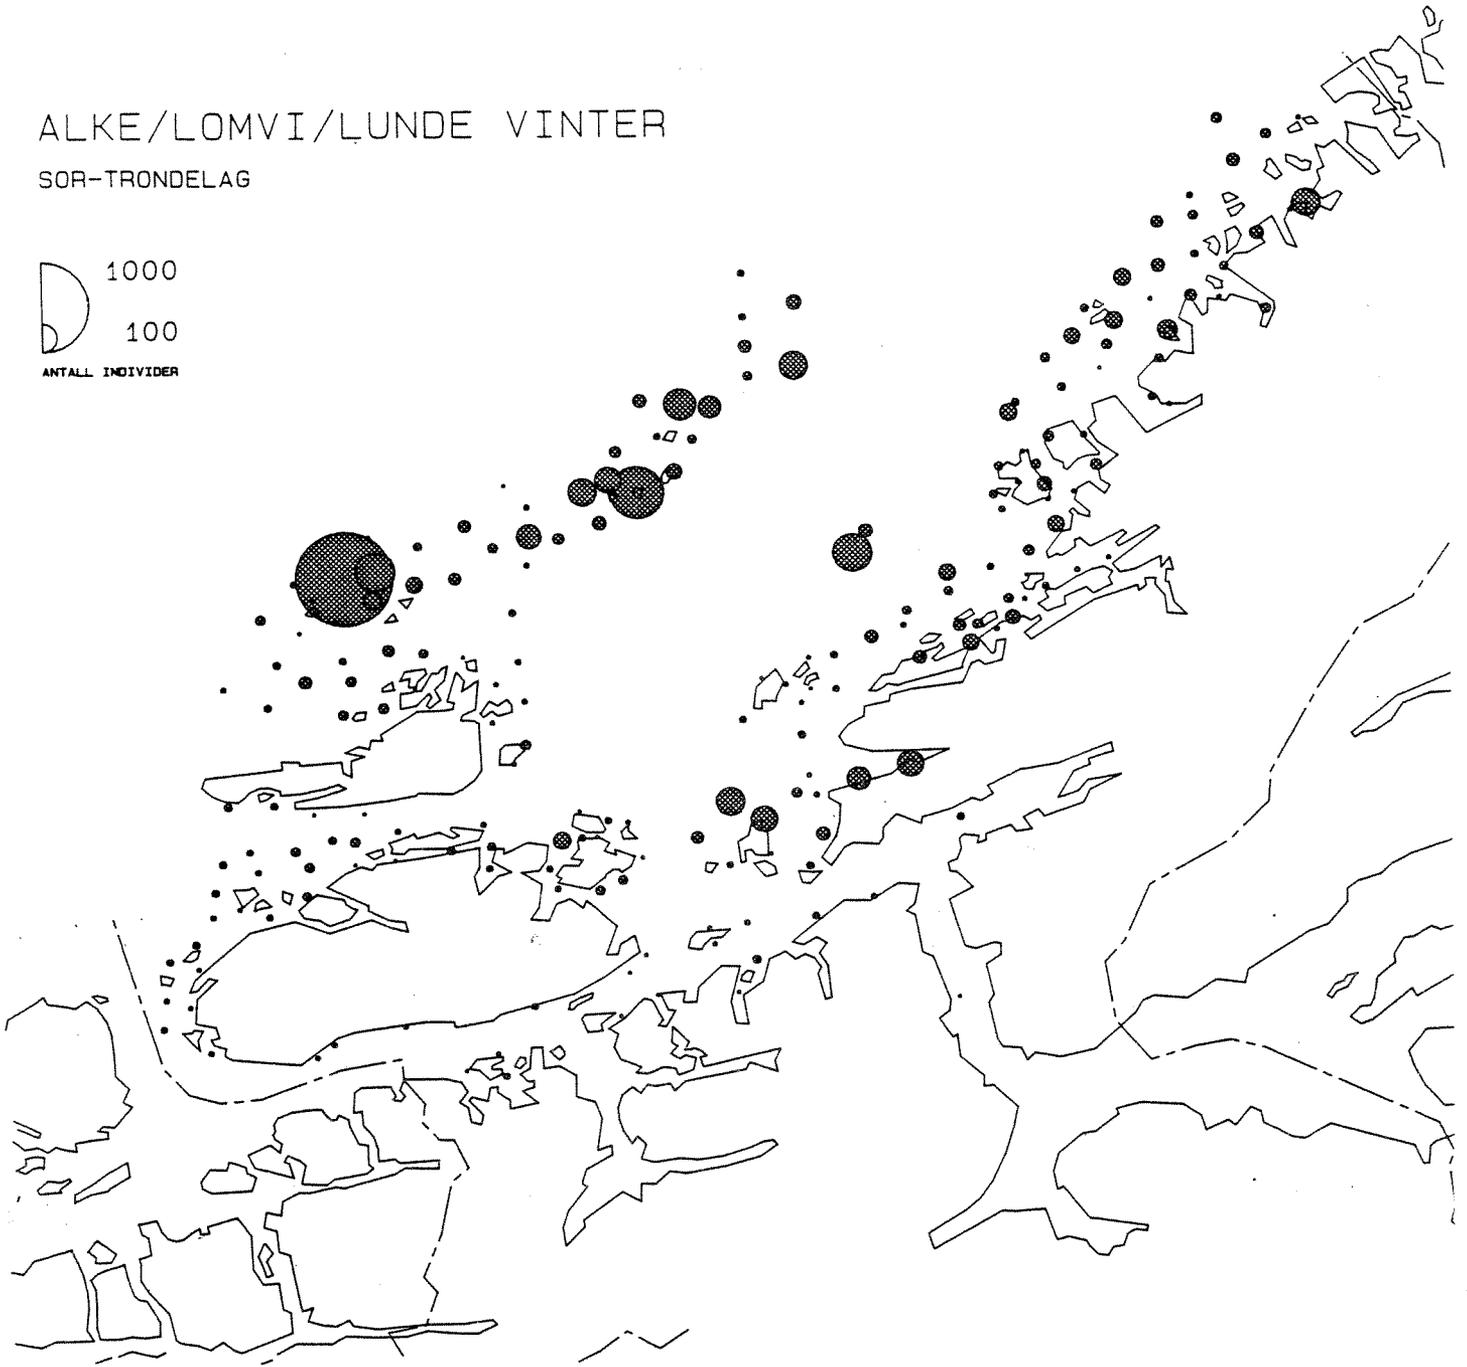 ALKE/LOMVI/LUNDE VINTER
SOR-TRONDELAG
1000
100
ANTALL INDIVIDER